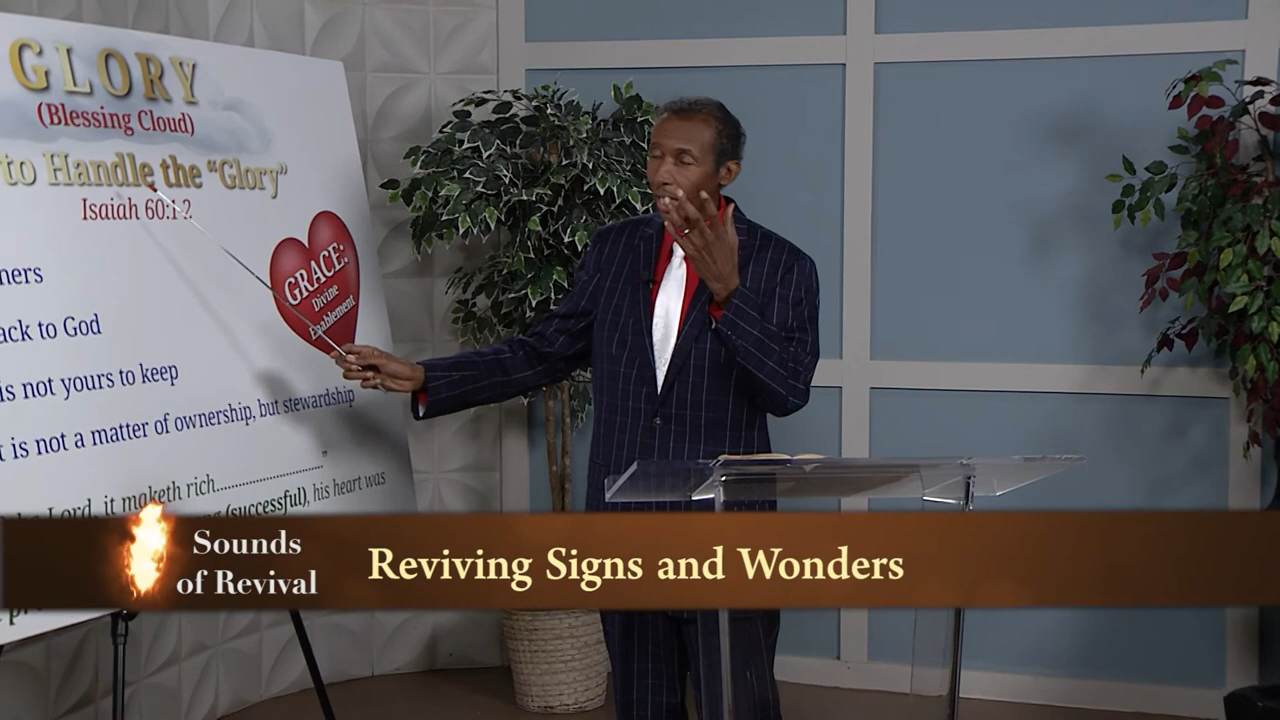 GLORY
(Blessing Cloud)
to Handle the “Glory”
Isaiah 60:1-2
GRACE:
Divine
Enablement
ners
ack to God
is not yours to keep
t is not a matter of ownership, but stewardship
Lord, it maketh rich..............................”
(successful), his heart was
Sounds
of Revival
Reviving Signs and Wonders